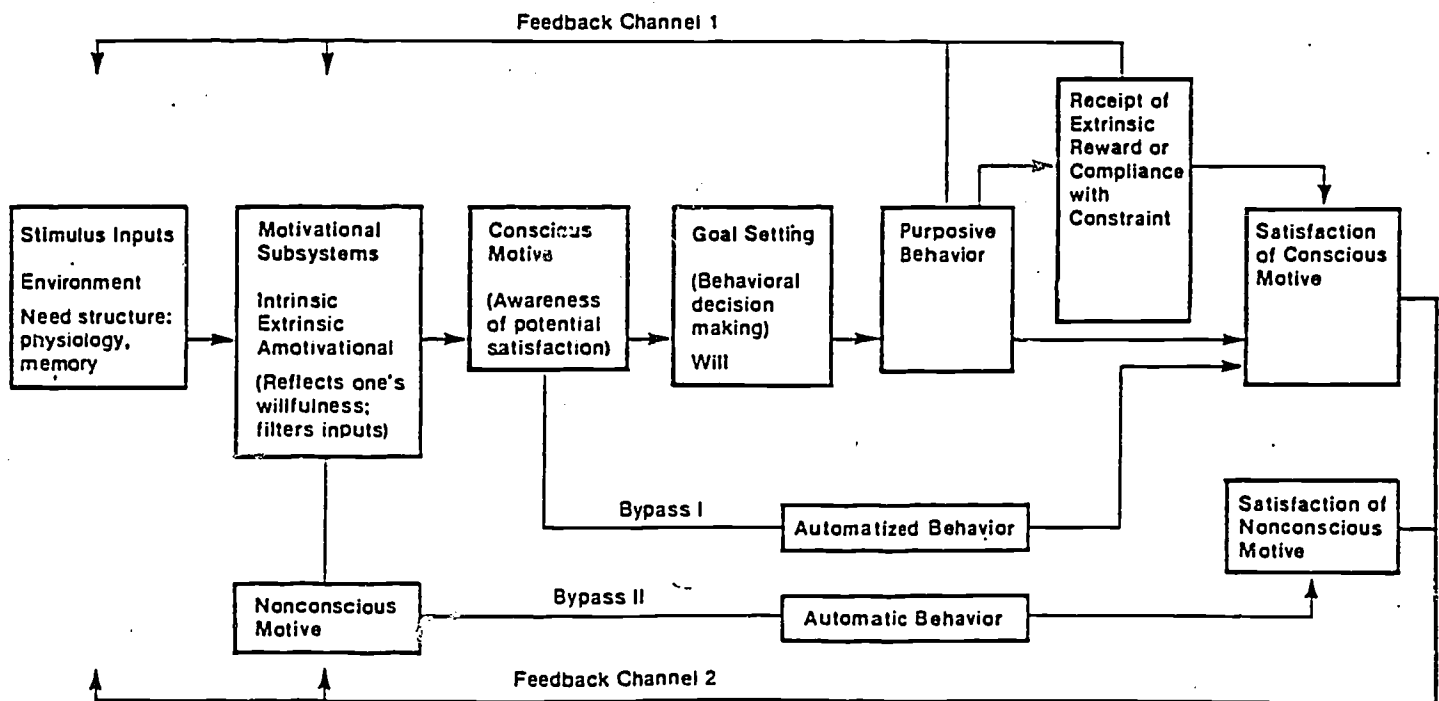 Feedback Channel 1
Receipt of
Extrinsic
Reward or
Compliance
with
Constraint
Stimulus Inputs
Environment
Need structure:
physiology,
memory
Motivational
Subsystems
Intrinsic
Extrinsic
Amotivational
(Reflects one's
willfulness;
filters inputs)
Conscious
Motive
(Awareness
of potential
satisfaction)
Goal Setting
(Behavioral
decision
making)
Will
Purposive
Behavior
Satisfaction
of Conscious
Motive
Bypass I
Automatized Behavior
Satisfaction of
Nonconscious
Motive
Nonconscious
Motive
Bypass II
Automatic Behavior
Feedback Channel 2